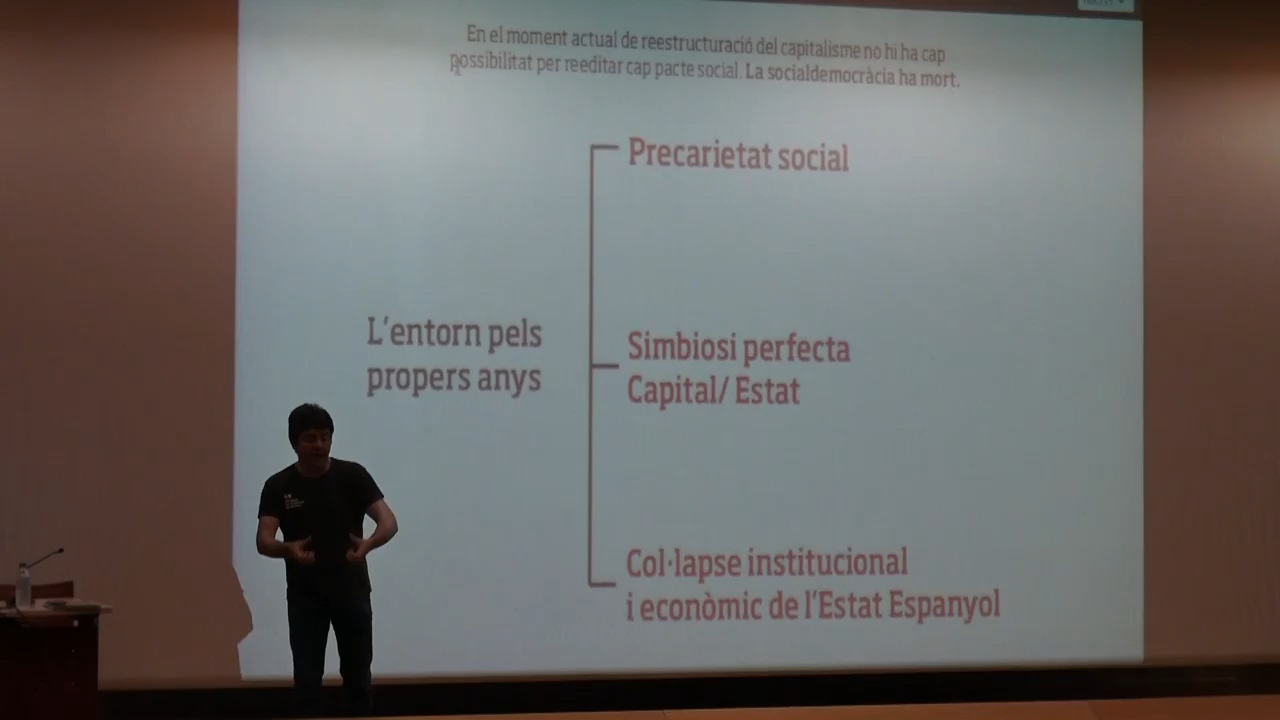 En el moment actual de reestructuració del capitalisme no hi ha cap
possibilitat per reeditar cap pacte social. La socialdemocràcia ha mort.
Precarietat social
L'entorn pels
propers anys
Simbiosi perfecta
Capital/ Estat
Col·lapse institucional
i econòmic de l'Estat Espanyol